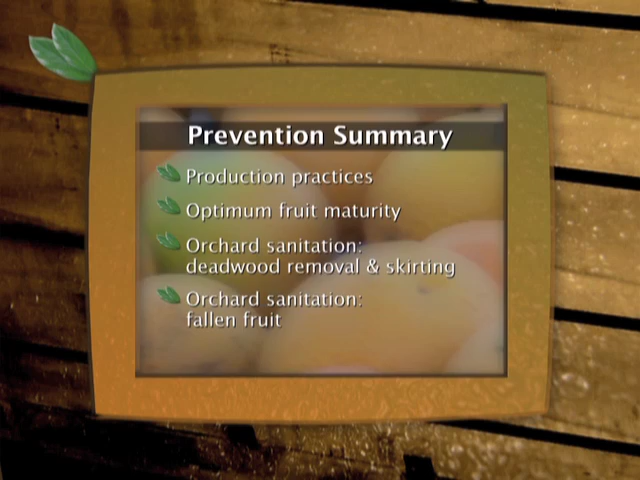 Prevention Summary
Production practices
Optimum fruit maturity
Orchard sanitation:
deadwood removal & skirting
Orchard sanitation:
fallen fruit